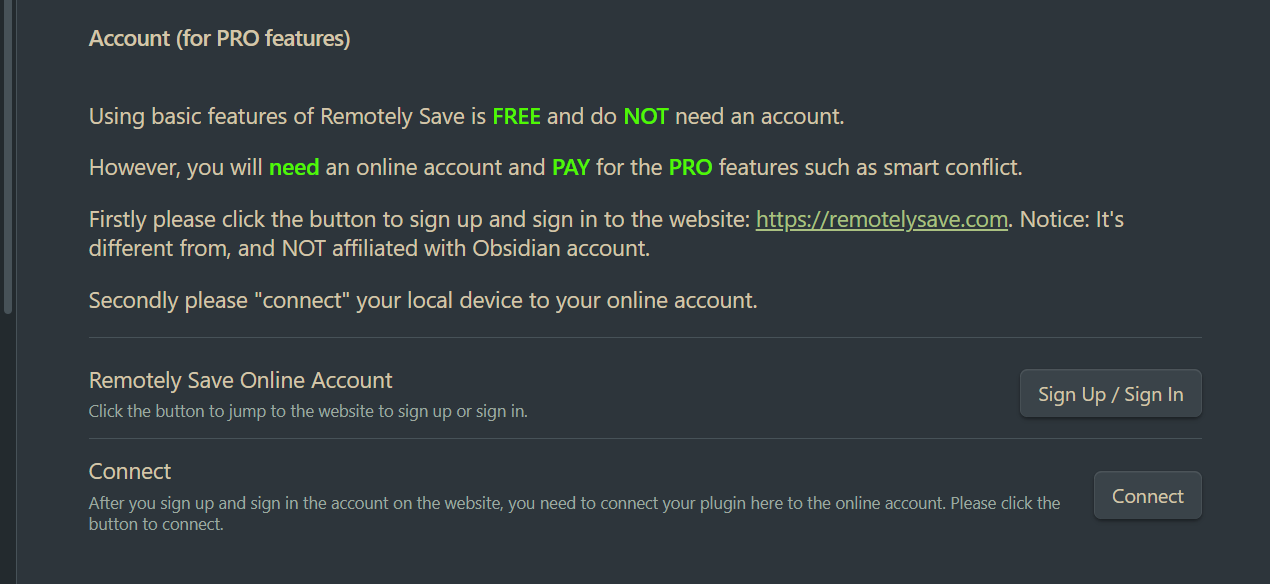 Account (for PRO features)
Using basic features of Remotely Save is FREE and do NOT need an account.
However, you will need an online account and PAY for the PRO features such as smart conflict.
Firstly please click the button to sign up and sign in to the website: https://remotelysave.com. Notice: It's
different from, and NOT affiliated with Obsidian account.
Secondly please "connect" your local device to your online account.
Remotely Save Online Account
Click the button to jump to the website to sign up or sign in.
Sign Up / Sign In
Connect
After you sign up and sign in the account on the website, you need to connect your plugin here to the online account. Please click the
button to connect.
Connect